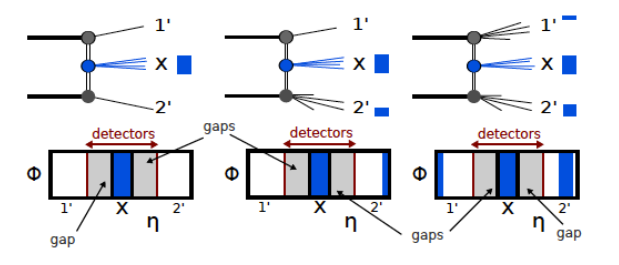 1' 1' 1'
X X X
2' 2' 2'
detectors gaps detectors detectors
Φ Φ Φ
1' X 2' 1' X 2' 1' X 2'
η η η
gap gaps gap